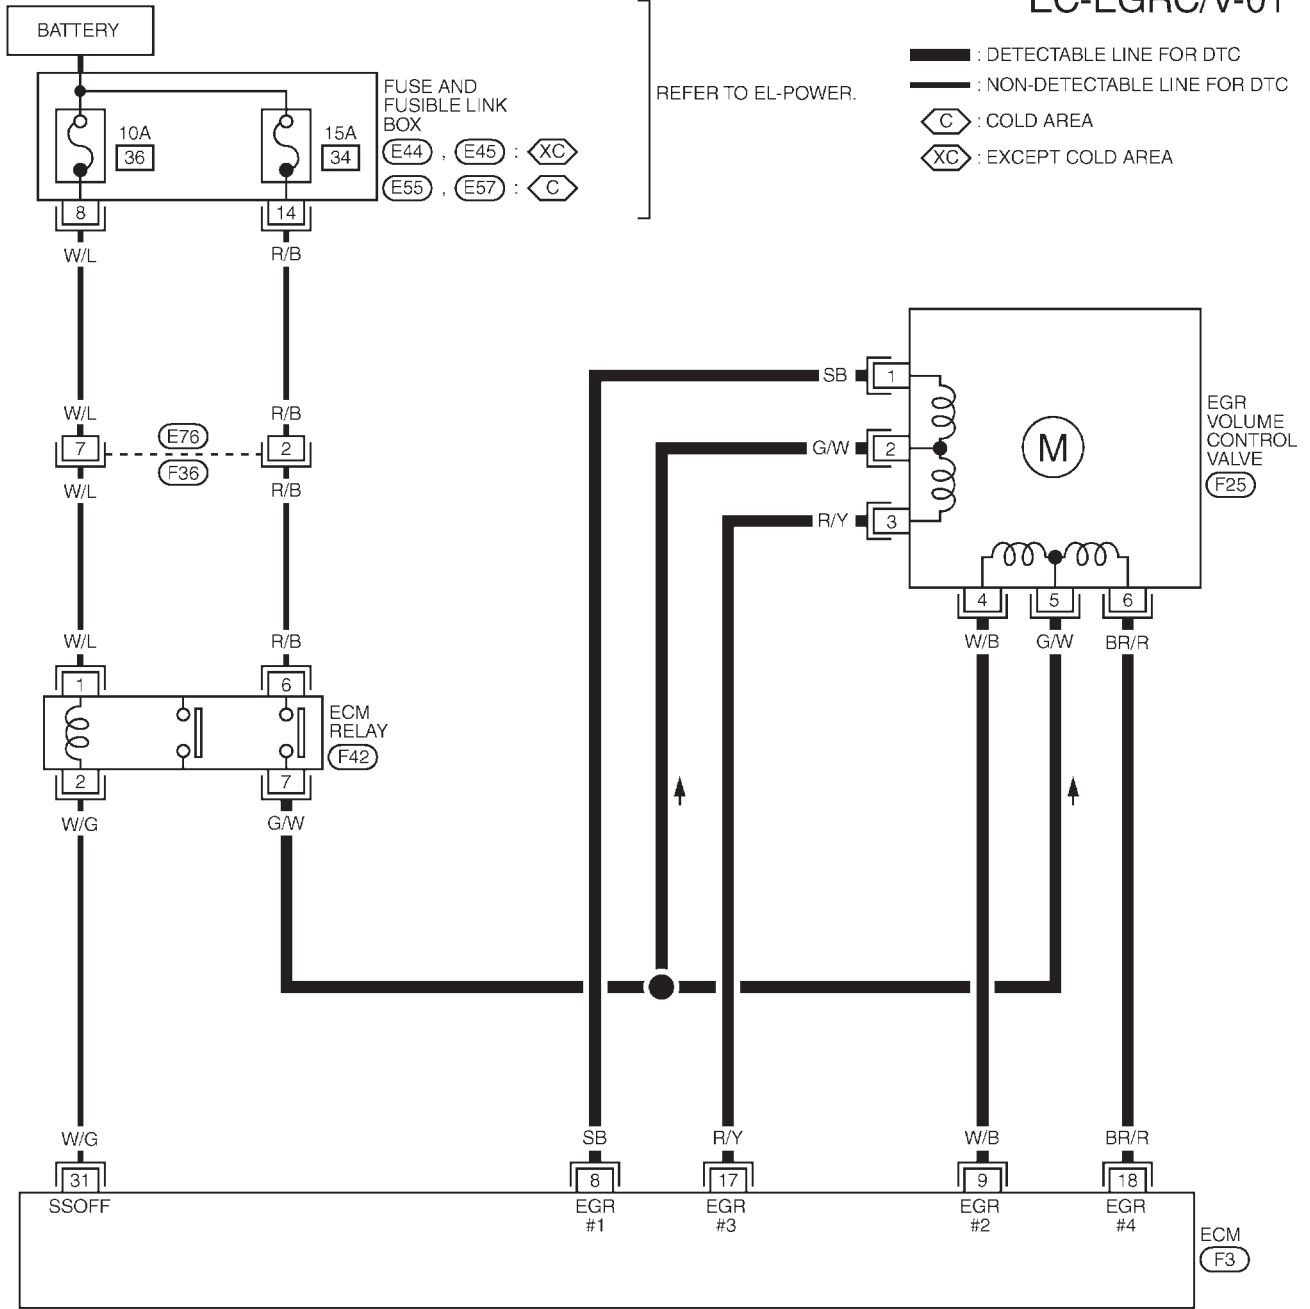 EC-EGRC/V-01
BATTERY
: DETECTABLE LINE FOR DTC
: NON-DETECTABLE LINE FOR DTC
C : COLD AREA
XC : EXCEPT COLD AREA
REFER TO EL-POWER.
FUSE AND
FUSIBLE LINK
BOX
E44 , E45 : XC
E55 , E57 : C
10A
36
15A
34
8
14
W/L
R/B
W/L
R/B
7
E76
F36
2
W/L
R/B
W/L
R/B
1
6
ECM
RELAY
F42
2
7
W/G
G/W
SB
1
G/W
2
R/Y
3
M
EGR
VOLUME
CONTROL
VALVE
F25
4
5
6
W/B
G/W
BR/R
W/G
SB
R/Y
W/B
BR/R
31
8
17
9
18
SSOFF
EGR
#1
EGR
#3
EGR
#2
EGR
#4
ECM
F3